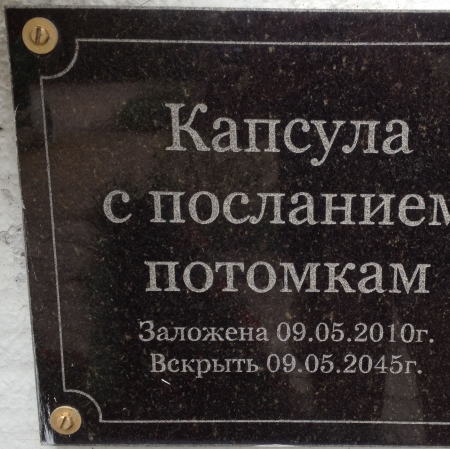 Капсула
с посланием
потомкам
Заложена 09.05.2010г.
Вскрыть 09.05.2045г.